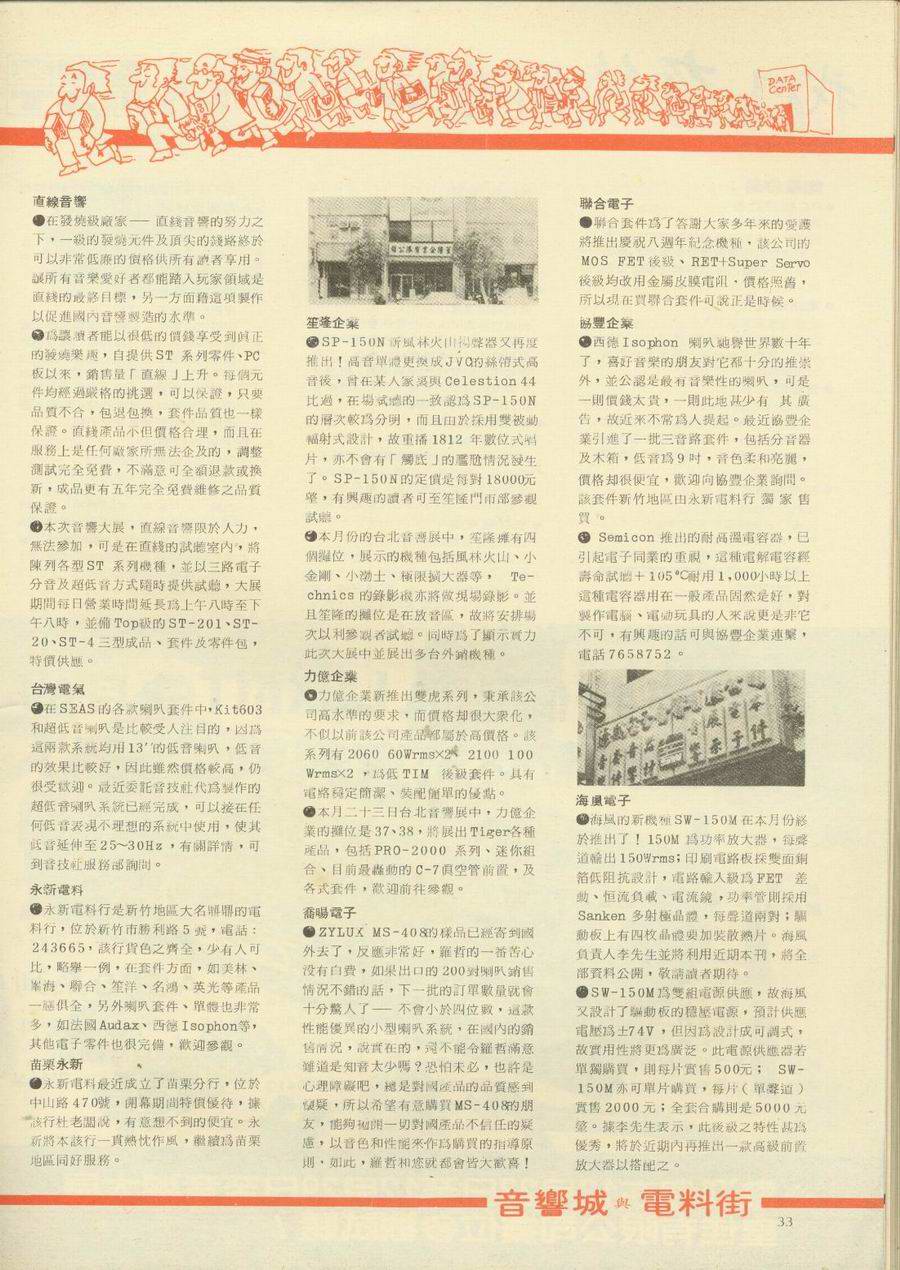 DATA
CenTer
直線音響
●在發燒級廠家── 直綫音響的努力之
下，一級的發燒元件及頂尖的綫路終於
可以非常低廉的價格供所有讀者享用。
讓所有音樂愛好者都能踏入玩家領域是
直綫的最終目標，另一方面藉這項製作
以促進國內音響製造的水準。
●爲讓讀者能以很低的價錢享受到眞正
的發燒樂趣，自提供ST 系列零件、PC
板以來，銷售量「直線」上升。每個元
件均經過嚴格的挑選，可以保證，只要
品質不合，包退包換，套件品質也一樣
保證。直綫產品不但價格合理，而且在
服務上是任何廠家所無法企及的，調整
測試完全免費，不滿意可全額退款或換
新，成品更有五年完全免費維修之品質
保證。
●本次音響大展，直線音響限於人力，
無法參加，可是在直綫的試聽室內，將
陳列各型ST 系列機種，並以三路電子
分音及超低音方式隨時提供試聽，大展
期間每日營業時間延長爲上午八時至下
午八時，並備Top級的ST-201、ST-
20、ST-4 三型成品、套件及零件包，
特價供應。
台灣電氣
●在SEAS的各款喇叭套件中，Kit603
和超低音喇叭是比較受人注目的，因爲
這兩款系統均用13″的低音喇叭，低音
的效果比較好，因此雖然價格較高，仍
很受歡迎。最近委託音技社代爲製作的
超低音喇叭系統已經完成，可以接在任
何低音表現不理想的系統中使用，使其
低音延伸至25～30Hz ，有關詳情，可
到音技社服務部詢問。
永新電料
●永新電料行是新竹地區大名鼎鼎的電
料行，位於新竹市勝利路5 號，電話：
243665，該行貨色之齊全，少有人可
比，略舉一例，在套件方面，如美林、
峯海、聯合、笙洋、名鴻、英光等產品
一應俱全，另外喇叭套件、單體也非常
多，如法國Audax、西德Isophon等，
其他電子零件也很完備，歡迎參觀。
苗栗永新
●永新電料最近成立了苗栗分行，位於
中山路470號，開幕期間特價優待，據
該行杜老闆說，有意想不到的便宜。永
新將本該行一貫熱忱作風，繼續爲苗栗
地區同好服務。
笙隆企業
●SP-150N新風林火山揚聲器又再度
推出！高音單體更換成JVC的絲帶式高
音後，曾在某人家裏與Celestion 44
比過，在場試聽的一致認爲SP-150N
的層次較爲分明，而且由於採用雙被動
輻射式設計，故重播1812 年數位式唱
片，亦不會有「觸底」的尷尬情況發生
了。SP-150N的定價是每對18000元
擎，有興趣的讀者可至笙隆門市部參觀
試聽。
●本月份的台北音響展中，笙隆擁有四
個攤位，展示的機種包括風林火山、小
金剛、小渤士、極限擴大器等， Te-
chnics 的錄影機亦將做現場錄影。並
且笙隆的攤位是在放音區，故將安排場
次以利參觀者試聽。同時爲了顯示實力
此次大展中並展出多台外銷機種。
力億企業
●力億企業新推出雙虎系列，秉承該公
司高水準的要求，而價格却很大衆化，
不似以前該公司產品都屬於高價格。該
系列有2060 60Wrms×2 2100 100
Wrms×2 ，爲低TIM 後級套件。具有
電路穩定簡潔、裝配簡單的優點。
●本月二十三日台北音響展中，力億企
業的攤位是37、38，將展出Tiger各種
產品，包括PRO-2000 系列、迷你組
合、目前最轟動的C-7眞空管前置，及
各式套件，歡迎前往參觀。
喬暘電子
●ZYLUX MS-408的樣品已經寄到國
外去了，反應非常好，羅哲的一番苦心
沒有白費，如果出口的200對喇叭銷售
情況不錯的話，下一批的訂單數量就會
十分驚人了── 不會小於四位數，這款
性能優異的小型喇叭系統，在國內的銷
售情況，說實在的，還不能令羅哲滿意
難道是知音太少嗎？恐怕未必，也許是
心理障礙吧，總是對國產品的品質感到
懷疑，所以希望有意購買MS-408的朋
友，能夠拋開一切對國產品不信任的疑
慮，以音色和性能來作爲購買的指導原
則，如此，羅哲和您就都會皆大歡喜！
聯合電子
●聯合套件爲了答謝大家多年來的愛護
將推出慶祝八週年紀念機種，該公司的
MOS FET後級、RET+Super Servo
後級均改用金屬皮膜電阻，價格照舊，
所以現在買聯合套件可說正是時候。
協豐企業
●西德Isophon 喇叭馳譽世界數十年
了，喜好音樂的朋友對它都十分的推崇
外，並公認是最有音樂性的喇叭，可是
一則價錢太貴，一則此地甚少有 其 廣
告，故近來不常爲人提起。最近協豐企
業引進了一批三音路套件，包括分音器
及木箱，低音爲9吋，音色柔和亮麗，
價格却很便宜，歡迎向協豐企業詢問。
該套件新竹地區由永新電料行 獨 家 售
買 。
● Semicon 推出的耐高溫電容器，已
引起電子同業的重視，這種電解電容經
壽命試驗＋105℃耐用1,000小時以上
這種電容器用在一般產品固然是好，對
製作電腦、電動玩具的人來說更是非它
不可，有興趣的話可與協豐企業連繫，
電話7658752。
海風電子
●海風的新機種SW-150M在本月份終
於推出了！150M 爲功率放大器，每聲
道輸出150Wrms；印刷電路板採雙面銅
箔低阻抗設計，電路輸入級爲FET 差
動、恒流負載、電流鏡，功率管則採用
Sanken 多射極晶體，每聲道兩對；驅
動板上有四枚晶體要加裝散熱片。海風
負責人李先生並將利用近期本刊，將全
部資料公開，敬請讀者期待。
●SW-150M爲雙組電源供應，故海風
又設計了驅動板的穩壓電源，預計供應
電壓爲±74V，但因爲設計成可調式，
故實用性將更爲廣泛。此電源供應器若
單獨購買，則每片實售500元； SW-
150M亦可單片購買，每片（單聲道）
實售2000元；全套合購則是5000元
擎。據李先生表示，此後級之特性甚爲
優秀，將於近期內再推出一款高級前置
放大器以搭配之。
音響城與電料街
33